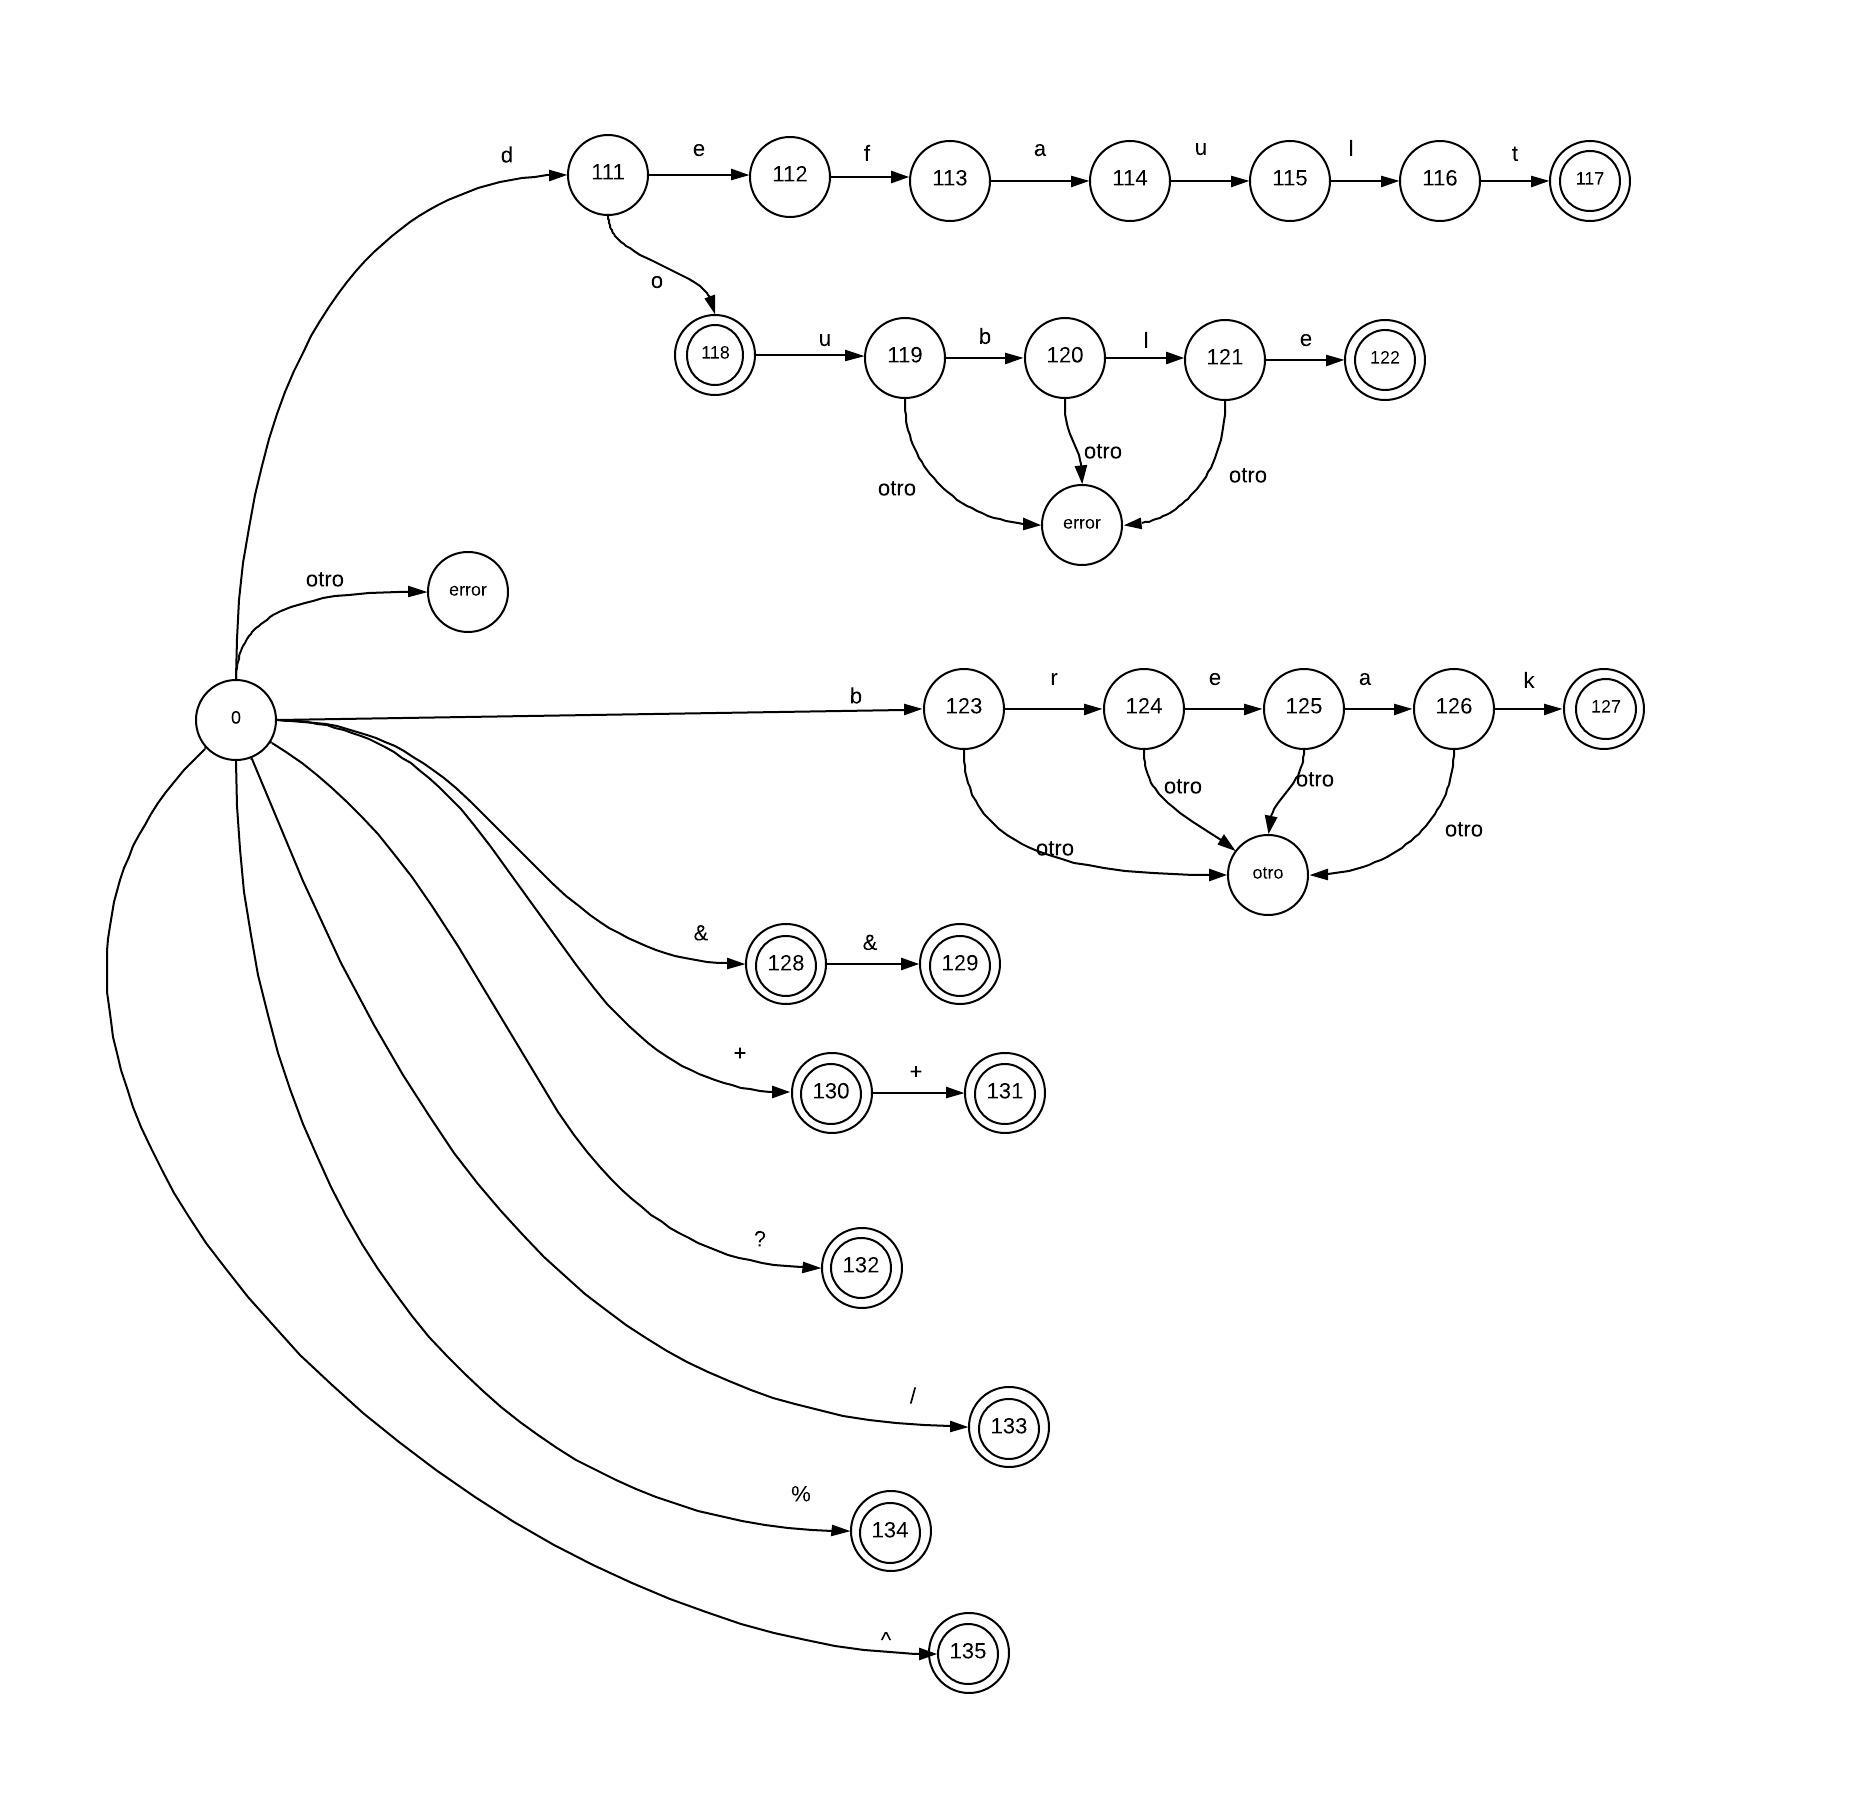 d
111
e
112
f
113
a
114
u
115
l
116
t
117
o
118
u
119
b
120
l
121
e
122
otro
otro
otro
error
otro
error
0
b
123
r
124
e
125
a
126
k
127
otro
otro
otro
otro
otro
&
128
&
129
+
130
+
131
?
132
/
133
%
134
^
135